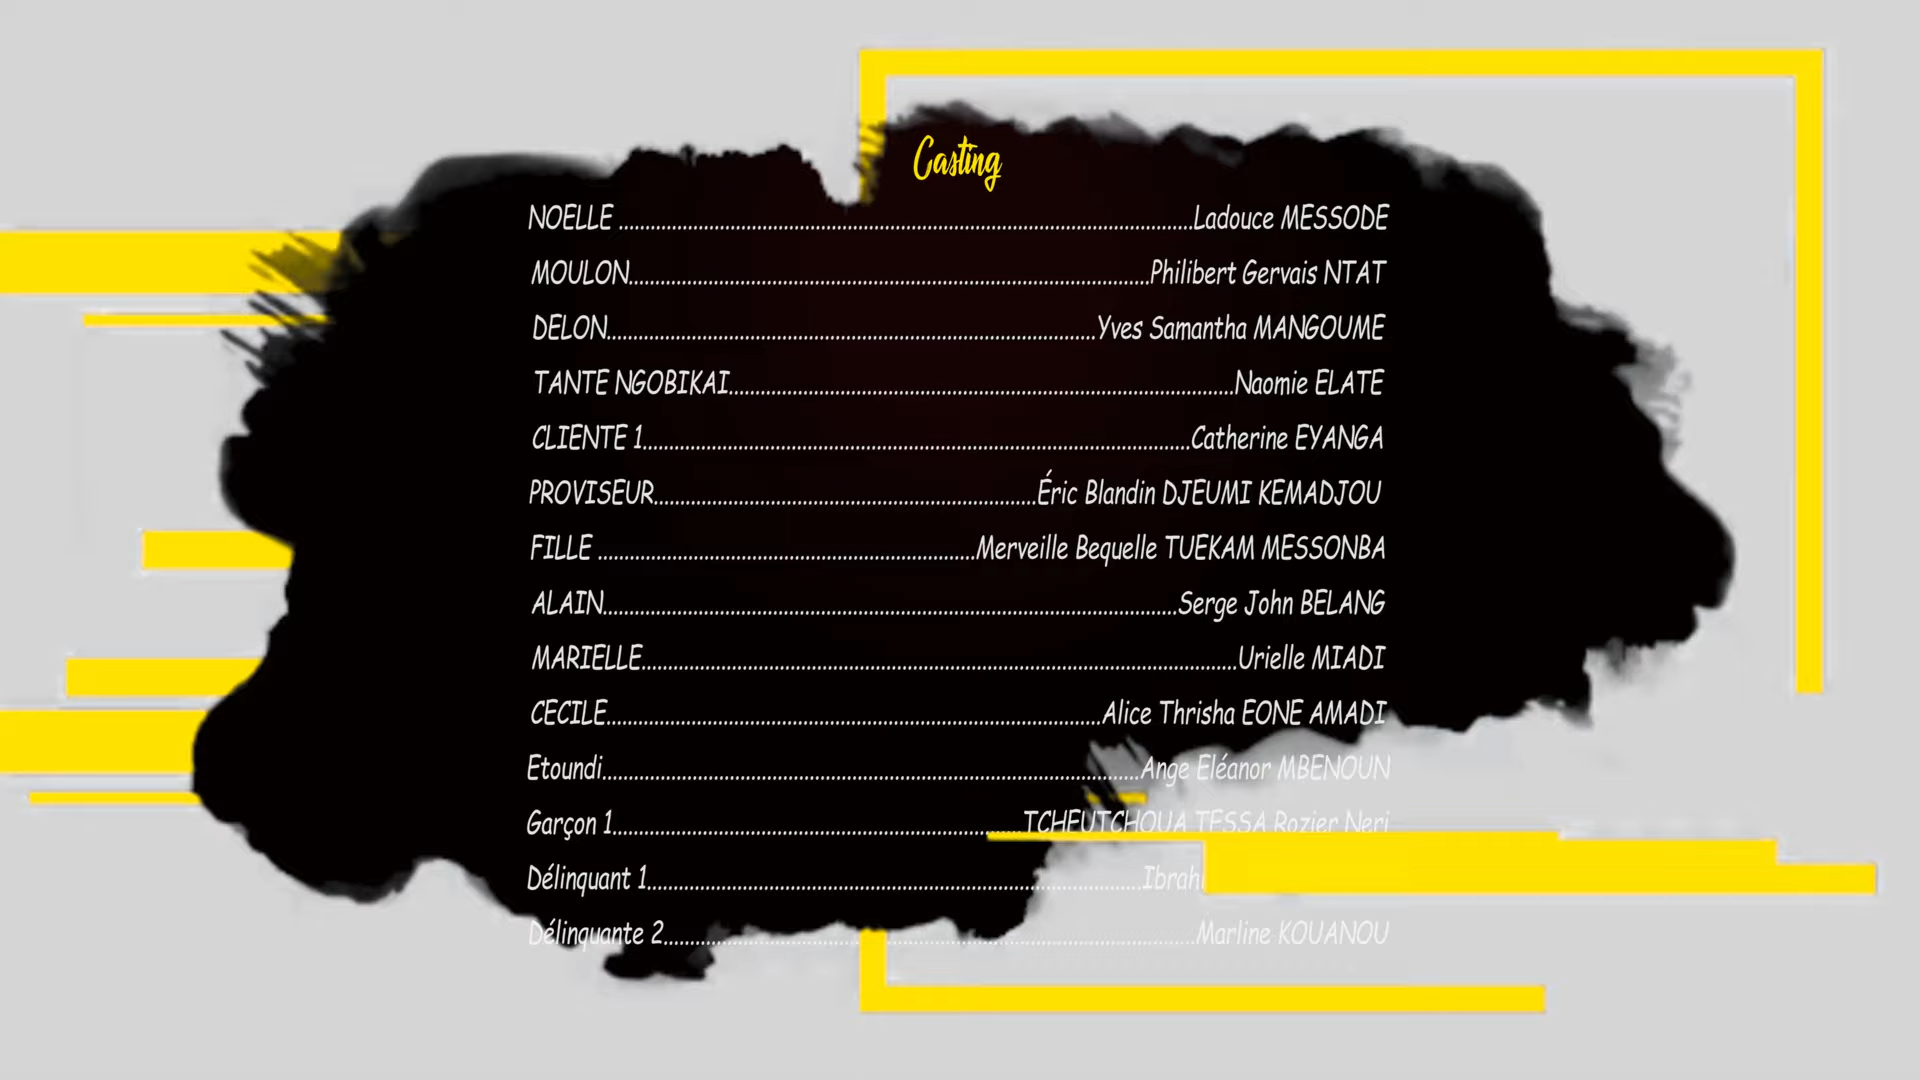 Casting
NOELLE ..........Ladouce MESSODE
MOULON..........Philibert Gervais NTAT
DELON..........Yves Samantha MANGOUME
TANTE NGOBIKAI..........Naomie ELATE
CLIENTE 1..........Catherine EYANGA
PROVISEUR..........Éric Blandin DJEUMI KEMADJOU
FILLE ..........Merveille Bequelle TUEKAM MESSONBA
ALAIN..........Serge John BELANG
MARIELLE..........Urielle MIADI
CECILE..........Alice Thrisha EONE AMADI
Etoundi..........Ange Eléanor MBENOUN
Garçon 1..........TCHEUTCHOUA TESSA Rozier Neri
Délinquant 1..........
Délinquante 2..........Marline KOUANOU